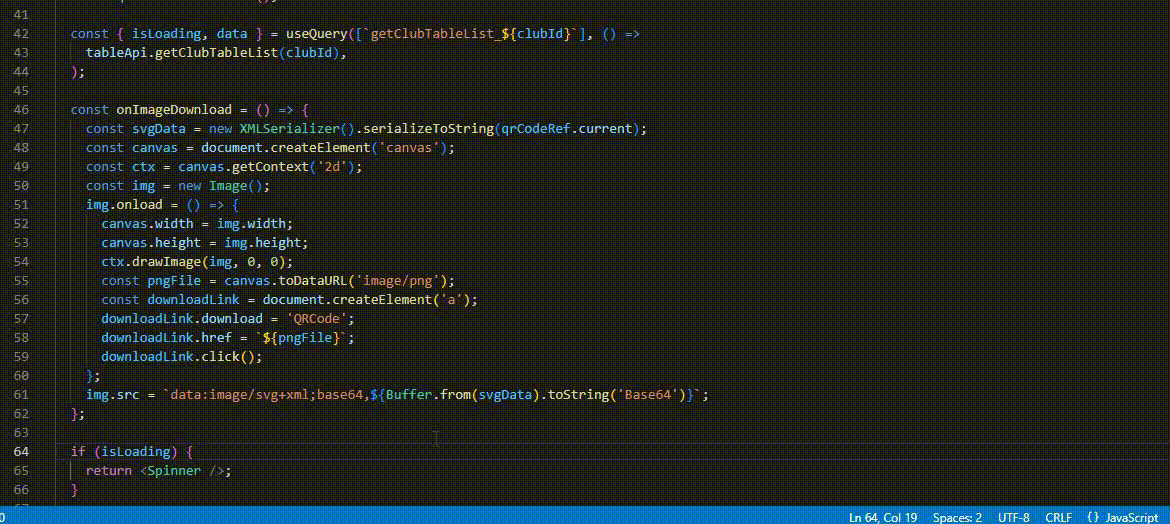 41
42 const { isLoading, data } = useQuery([`getClubTableList_${clubId}`], () =>
43 tableApi.getClubTableList(clubId),
44 );
45
46 const onImageDownload = () => {
47 const svgData = new XMLSerializer().serializeToString(qrCodeRef.current);
48 const canvas = document.createElement('canvas');
49 const ctx = canvas.getContext('2d');
50 const img = new Image();
51 img.onload = () => {
52 canvas.width = img.width;
53 canvas.height = img.height;
54 ctx.drawImage(img, 0, 0);
55 const pngFile = canvas.toDataURL('image/png');
56 const downloadLink = document.createElement('a');
57 downloadLink.download = 'QRCode';
58 downloadLink.href = `${pngFile}`;
59 downloadLink.click();
60 };
61 img.src = `data:image/svg+xml;base64,${Buffer.from(svgData).toString('Base64')}`;
62 };
63
64 if (isLoading) {
65 return <Spinner />;
66 }
0 Ln 64, Col 19 Spaces: 2 UTF-8 CRLF {} JavaScript